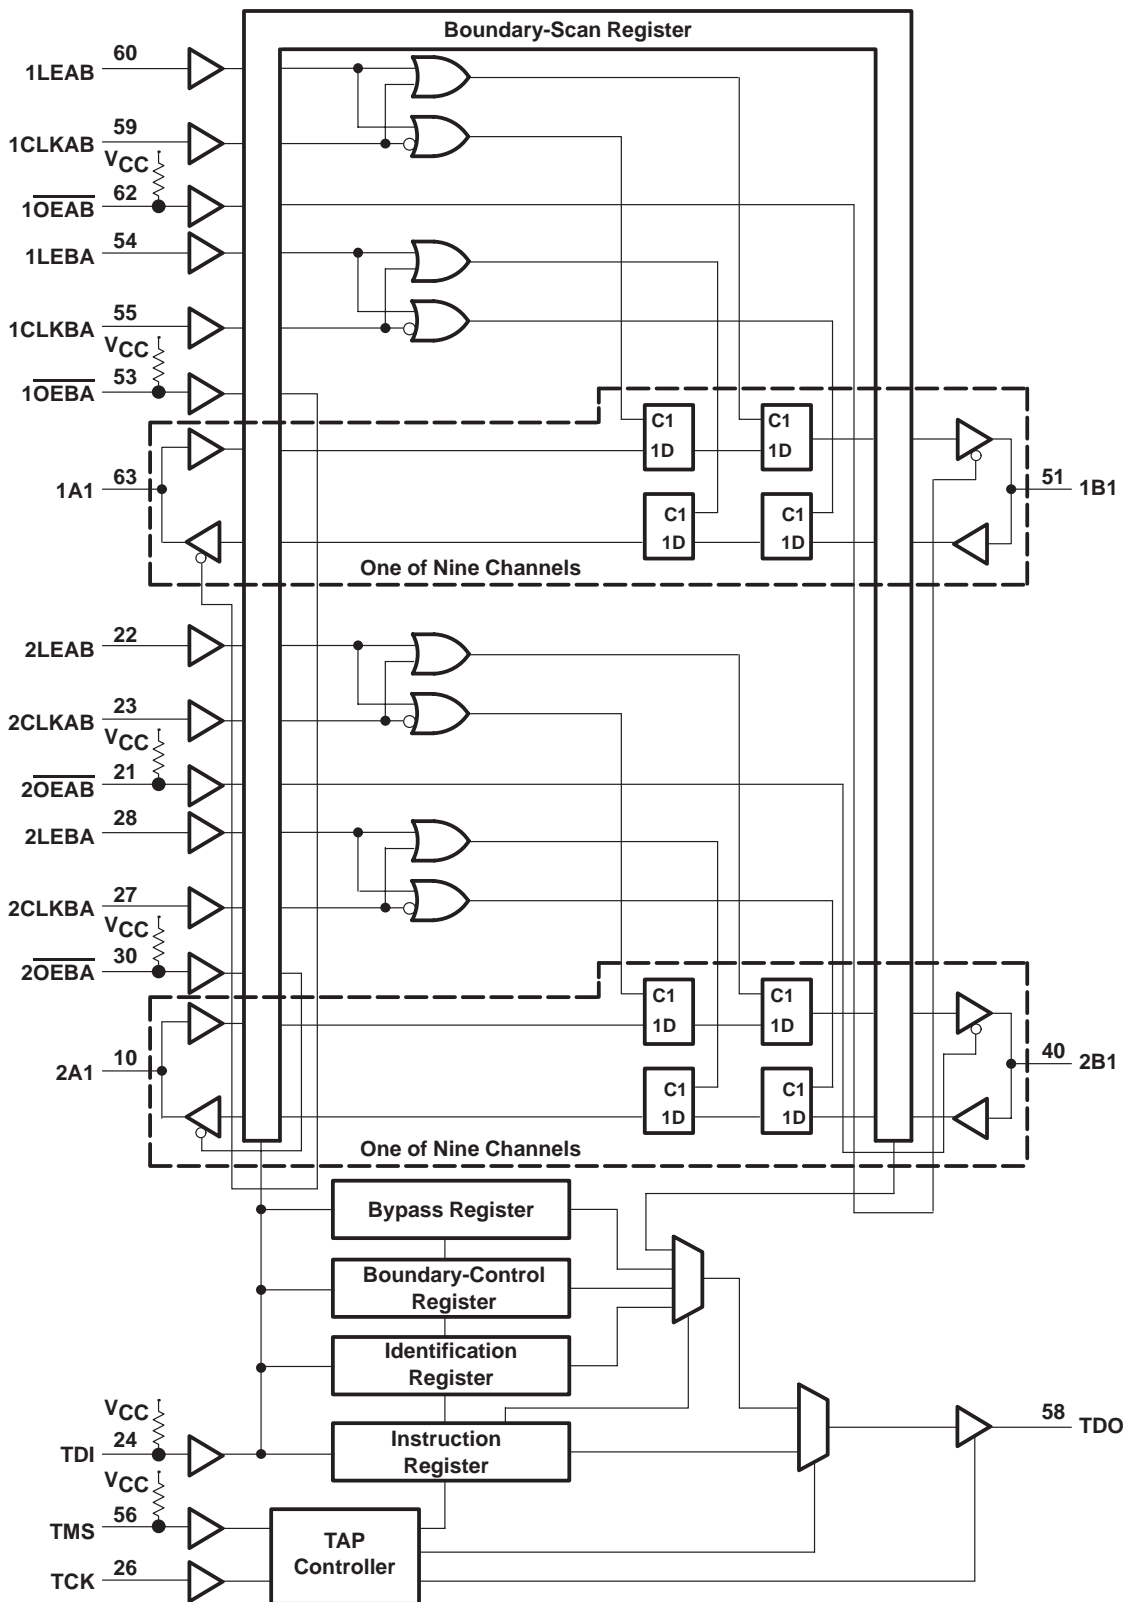 Boundary-Scan Register
60
1LEAB
59
1CLKAB
VCC
62
1O̅E̅A̅B̅
54
1LEBA
55
1CLKBA
VCC
53
1O̅E̅B̅A̅
C1
1D
C1
1D
63
1A1
51
1B1
C1
1D
C1
1D
One of Nine Channels
22
2LEAB
23
2CLKAB
VCC
21
2O̅E̅A̅B̅
28
2LEBA
27
2CLKBA
VCC
30
2O̅E̅B̅A̅
C1
1D
C1
1D
10
2A1
40
2B1
C1
1D
C1
1D
One of Nine Channels
Bypass Register
Boundary-Control
Register
Identification
Register
VCC
24
TDI
Instruction
Register
58
TDO
VCC
56
TMS
TAP
Controller
26
TCK